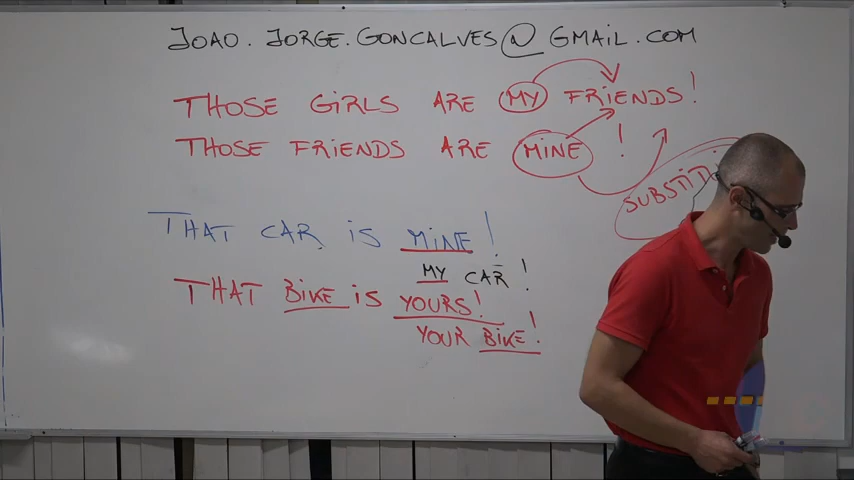 JOAO.JORGE.GONCALVES@GMAIL.COM
THOSE GIRLS ARE MY FRIENDS!
THOSE FRIENDS ARE MINE !
THAT CAR IS MINE!
MY CAR!
THAT BIKE IS YOURS!
YOUR BIKE!